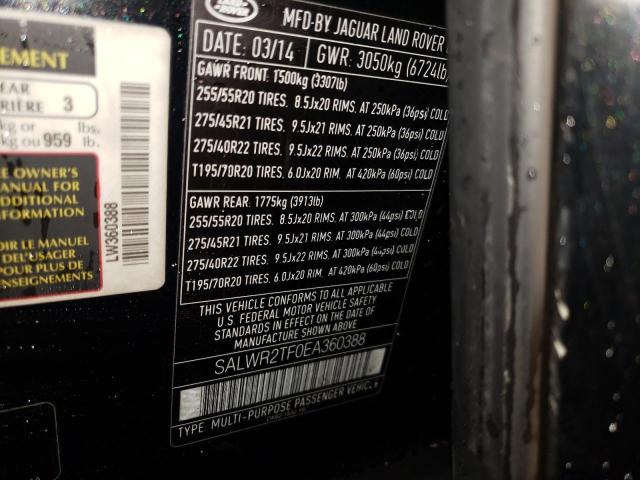 LAND ROVER
MFD-BY JAGUAR LAND ROVER
DATE: 03/14 GWR: 3050kg (6724lb
GAWR FRONT: 1500kg (3307lb)
255/55R20 TIRES. 8.5Jx20 RIMS. AT 250kPa (36psi) COLD
275/45R21 TIRES. 9.5Jx21 RIMS. AT 250kPa (36psi) COLD
275/40R22 TIRES. 9.5Jx22 RIMS. AT 250kPa (36psi) COLD
T195/70R20 TIRES. 6.0Jx20 RIM. AT 420kPa (60psi) COLD
GAWR REAR: 1775kg (3913lb)
255/55R20 TIRES. 8.5Jx20 RIMS. AT 300kPa (44psi) COLD
275/45R21 TIRES. 9.5Jx21 RIMS. AT 300kPa (44psi) COLD
275/40R22 TIRES. 9.5Jx22 RIMS. AT 300kPa (44psi) COLD
T195/70R20 TIRES. 6.0Jx20 RIM. AT 420kPa (60psi) COLD
THIS VEHICLE CONFORMS TO ALL APPLICABLE
U.S. FEDERAL MOTOR VEHICLE SAFETY
STANDARDS IN EFFECT ON THE DATE OF
MANUFACTURE SHOWN ABOVE.
SALWR2TF0EA360388
TYPE: MULTI-PURPOSE PASSENGER VEHICLE
EMENT
EAR
RIÈRE 3
kg or lbs.
kg ou 959 lb.
E OWNER'S
ANUAL FOR
DDITIONAL
ORMATION
OIR LE MANUEL
DE L'USAGER
POUR PLUS DE
ENSEIGNEMENTS
LW360388